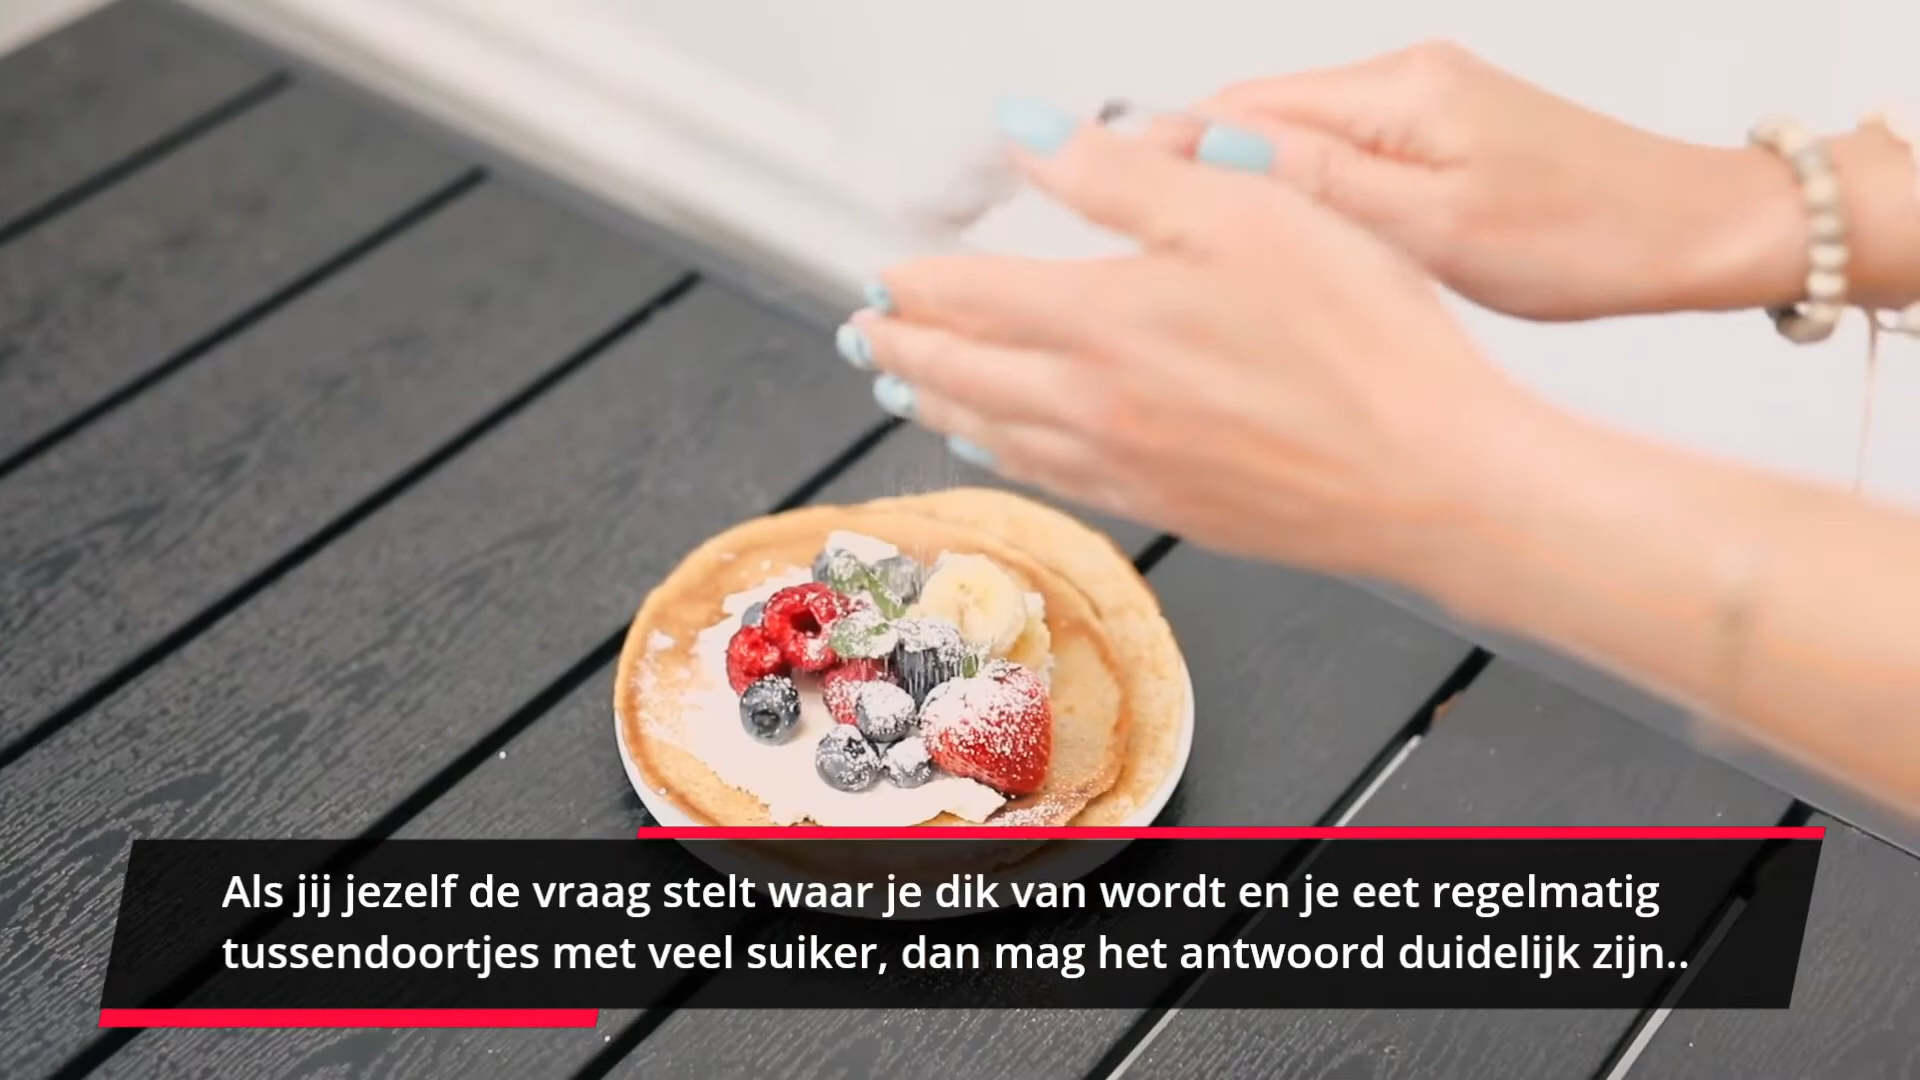 Als jij jezelf de vraag stelt waar je dik van wordt en je eet regelmatig
tussendoortjes met veel suiker, dan mag het antwoord duidelijk zijn..